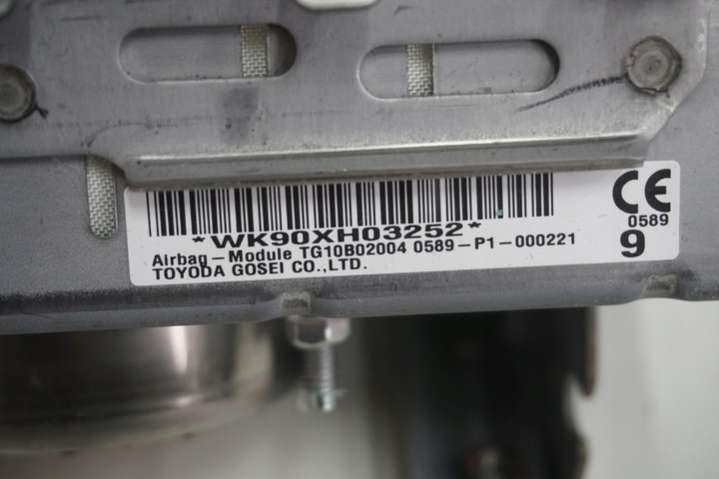 *WK90XH03252*
Airbag-Module TG10B02004 0589-P1-000221
TOYODA GOSEI CO.,LTD.
CE
0589
9